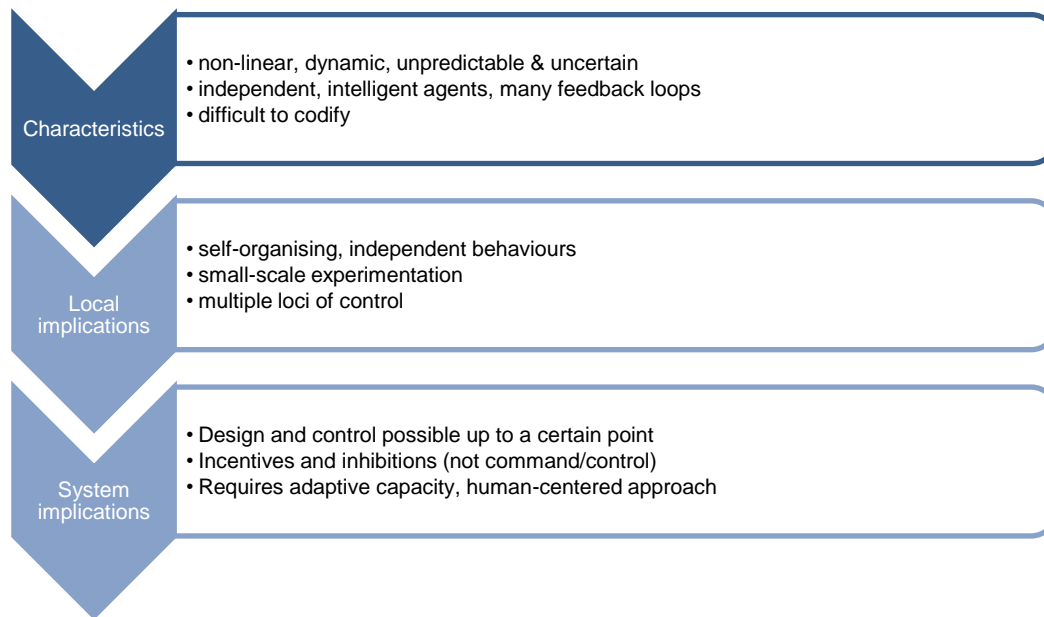 Characteristics
• non-linear, dynamic, unpredictable & uncertain
• independent, intelligent agents, many feedback loops
• difficult to codify
Local
implications
• self-organising, independent behaviours
• small-scale experimentation
• multiple loci of control
System
implications
• Design and control possible up to a certain point
• Incentives and inhibitions (not command/control)
• Requires adaptive capacity, human-centered approach